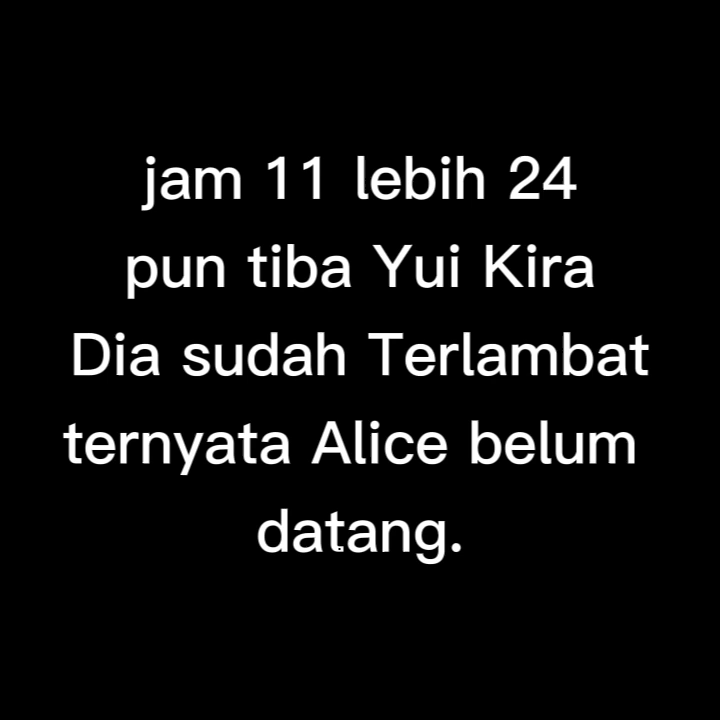 jam 11 lebih 24
pun tiba Yui Kira
Dia sudah Terlambat
ternyata Alice belum
datang.